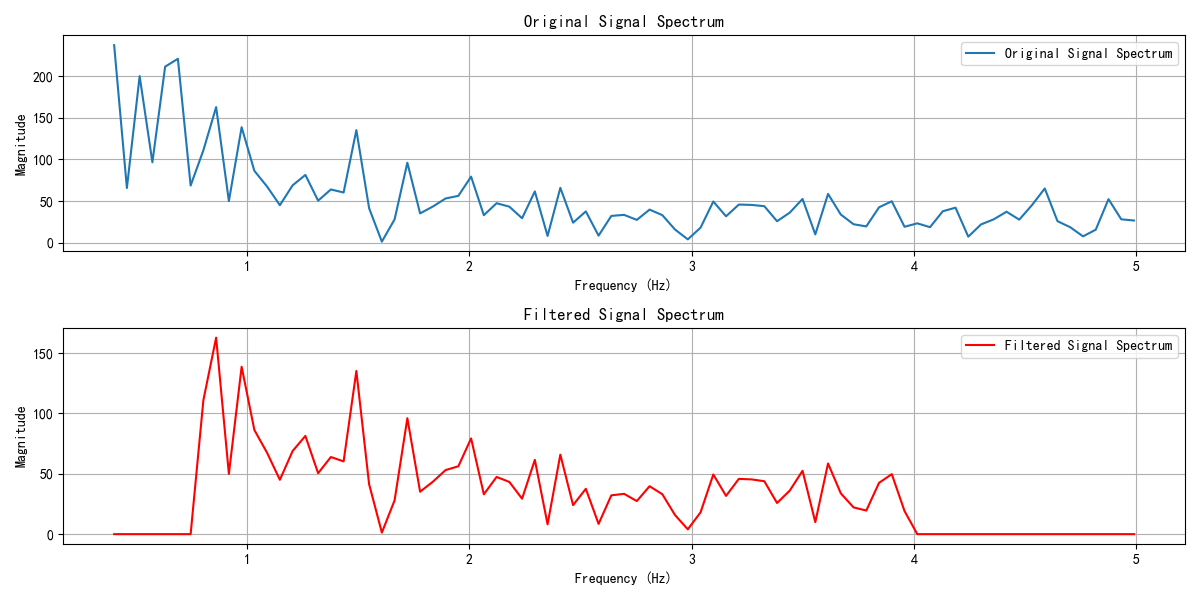 Original Signal Spectrum
Original Signal Spectrum
Magnitude
200
150
100
50
0
1 2 3 4 5
Frequency (Hz)
Filtered Signal Spectrum
Filtered Signal Spectrum
Magnitude
150
100
50
0
1 2 3 4 5
Frequency (Hz)